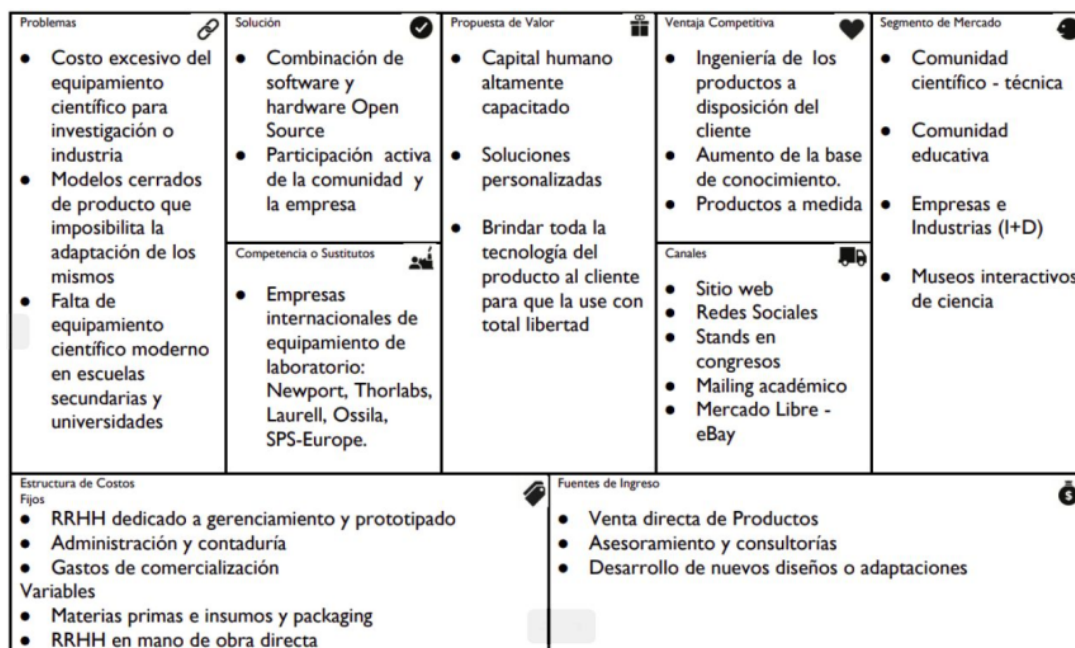 Problemas
● Costo excesivo del
equipamiento
científico para
investigación o
industria
● Modelos cerrados
de producto que
imposibilita la
adaptación de los
mismos
● Falta de
equipamiento
científico moderno
en escuelas
secundarias y
universidades
Solución
● Combinación de
software y
hardware Open
Source
● Participación activa
de la comunidad y
la empresa
Competencia o Sustitutos
● Empresas
internacionales de
equipamiento de
laboratorio:
Newport, Thorlabs,
Laurell, Ossila,
SPS-Europe.
Propuesta de Valor
● Capital humano
altamente
capacitado
● Soluciones
personalizadas
● Brindar toda la
tecnología del
producto al cliente
para que la use con
total libertad
Ventaja Competitiva
● Ingeniería de los
productos a
disposición del
cliente
● Aumento de la base
de conocimiento.
● Productos a medida
Canales
● Sitio web
● Redes Sociales
● Stands en
congresos
● Mailing académico
● Mercado Libre -
eBay
Segmento de Mercado
● Comunidad
científico - técnica
● Comunidad
educativa
● Empresas e
Industrias (I+D)
● Museos interactivos
de ciencia
Estructura de Costos
Fijos
● RRHH dedicado a gerenciamiento y prototipado
● Administración y contaduría
● Gastos de comercialización
Variables
● Materias primas e insumos y packaging
● RRHH en mano de obra directa
Fuentes de Ingreso
$
● Venta directa de Productos
● Asesoramiento y consultorías
● Desarrollo de nuevos diseños o adaptaciones